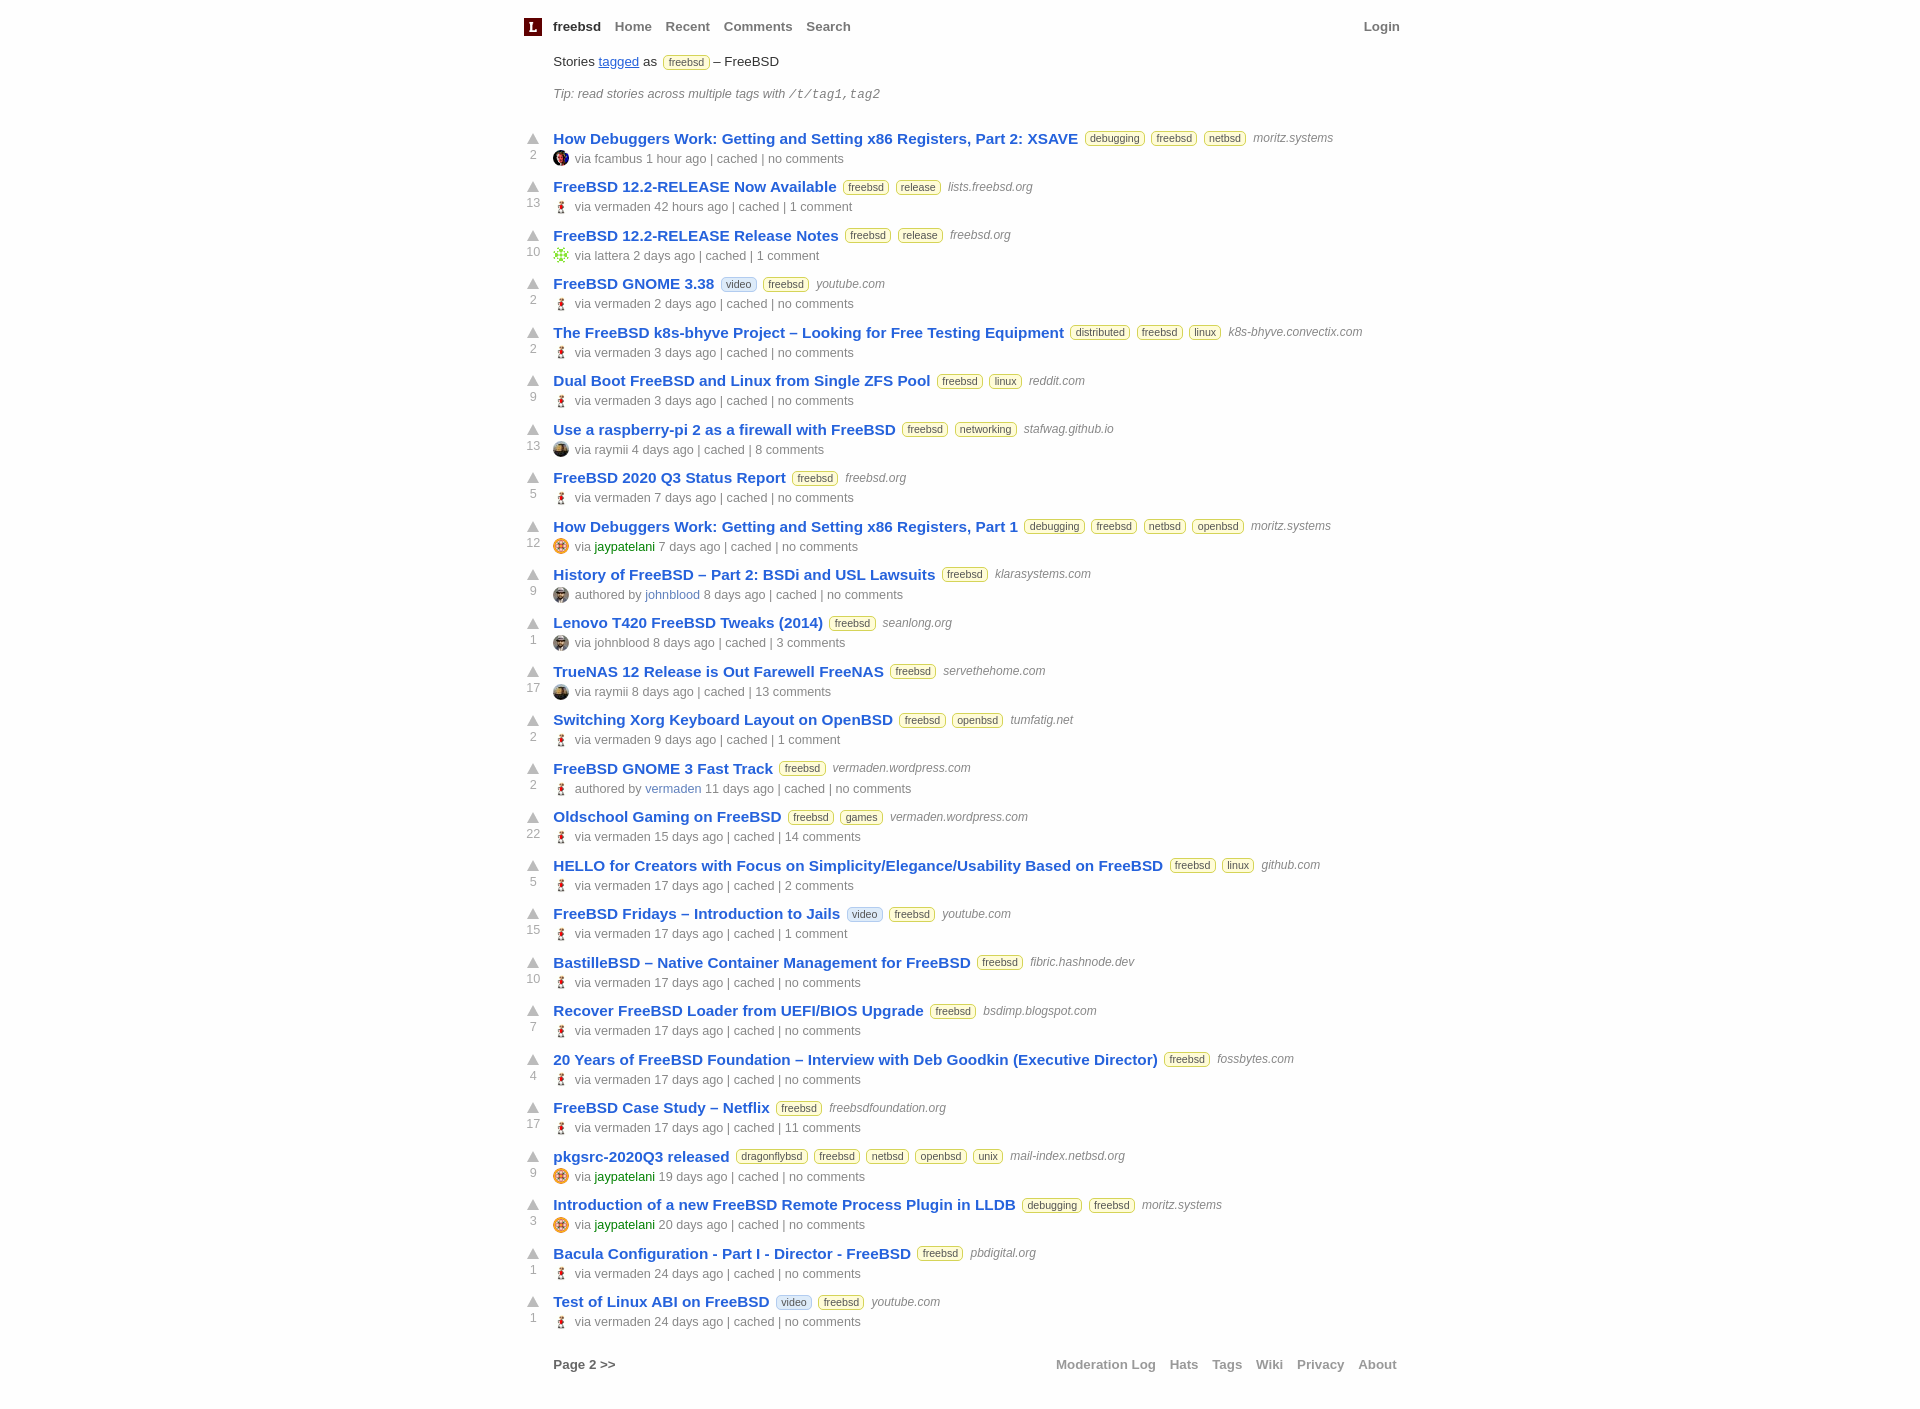 L freebsd Home Recent Comments Search Login
Stories tagged as freebsd – FreeBSD
Tip: read stories across multiple tags with /t/tag1,tag2
How Debuggers Work: Getting and Setting x86 Registers, Part 2: XSAVE debugging freebsd netbsd moritz.systems
2 via fcambus 1 hour ago | cached | no comments
FreeBSD 12.2-RELEASE Now Available freebsd release lists.freebsd.org
13 via vermaden 42 hours ago | cached | 1 comment
FreeBSD 12.2-RELEASE Release Notes freebsd release freebsd.org
10 via lattera 2 days ago | cached | 1 comment
FreeBSD GNOME 3.38 video freebsd youtube.com
2 via vermaden 2 days ago | cached | no comments
The FreeBSD k8s-bhyve Project – Looking for Free Testing Equipment distributed freebsd linux k8s-bhyve.convectix.com
2 via vermaden 3 days ago | cached | no comments
Dual Boot FreeBSD and Linux from Single ZFS Pool freebsd linux reddit.com
9 via vermaden 3 days ago | cached | no comments
Use a raspberry-pi 2 as a firewall with FreeBSD freebsd networking stafwag.github.io
13 via raymii 4 days ago | cached | 8 comments
FreeBSD 2020 Q3 Status Report freebsd freebsd.org
5 via vermaden 7 days ago | cached | no comments
How Debuggers Work: Getting and Setting x86 Registers, Part 1 debugging freebsd netbsd openbsd moritz.systems
12 via jaypatelani 7 days ago | cached | no comments
History of FreeBSD – Part 2: BSDi and USL Lawsuits freebsd klarasystems.com
9 authored by johnblood 8 days ago | cached | no comments
Lenovo T420 FreeBSD Tweaks (2014) freebsd seanlong.org
1 via johnblood 8 days ago | cached | 3 comments
TrueNAS 12 Release is Out Farewell FreeNAS freebsd servethehome.com
17 via raymii 8 days ago | cached | 13 comments
Switching Xorg Keyboard Layout on OpenBSD freebsd openbsd tumfatig.net
2 via vermaden 9 days ago | cached | 1 comment
FreeBSD GNOME 3 Fast Track freebsd vermaden.wordpress.com
2 authored by vermaden 11 days ago | cached | no comments
Oldschool Gaming on FreeBSD freebsd games vermaden.wordpress.com
22 via vermaden 15 days ago | cached | 14 comments
HELLO for Creators with Focus on Simplicity/Elegance/Usability Based on FreeBSD freebsd linux github.com
5 via vermaden 17 days ago | cached | 2 comments
FreeBSD Fridays – Introduction to Jails video freebsd youtube.com
15 via vermaden 17 days ago | cached | 1 comment
BastilleBSD – Native Container Management for FreeBSD freebsd fibric.hashnode.dev
10 via vermaden 17 days ago | cached | no comments
Recover FreeBSD Loader from UEFI/BIOS Upgrade freebsd bsdimp.blogspot.com
7 via vermaden 17 days ago | cached | no comments
20 Years of FreeBSD Foundation – Interview with Deb Goodkin (Executive Director) freebsd fossbytes.com
4 via vermaden 17 days ago | cached | no comments
FreeBSD Case Study – Netflix freebsd freebsdfoundation.org
17 via vermaden 17 days ago | cached | 11 comments
pkgsrc-2020Q3 released dragonflybsd freebsd netbsd openbsd unix mail-index.netbsd.org
9 via jaypatelani 19 days ago | cached | no comments
Introduction of a new FreeBSD Remote Process Plugin in LLDB debugging freebsd moritz.systems
3 via jaypatelani 20 days ago | cached | no comments
Bacula Configuration - Part I - Director - FreeBSD freebsd pbdigital.org
1 via vermaden 24 days ago | cached | no comments
Test of Linux ABI on FreeBSD video freebsd youtube.com
1 via vermaden 24 days ago | cached | no comments
Page 2 >> Moderation Log Hats Tags Wiki Privacy About